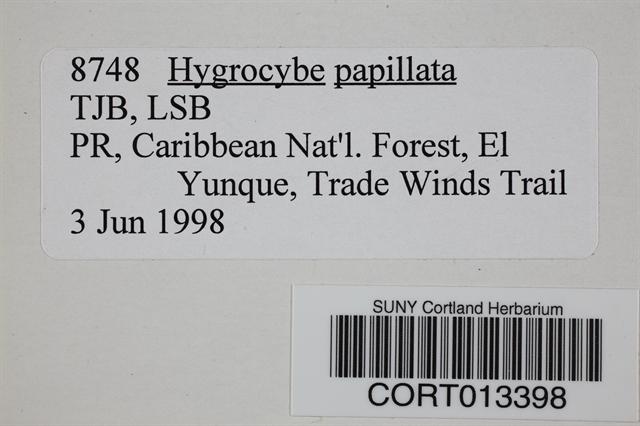 8748 Hygrocybe papillata
TJB, LSB
PR, Caribbean Nat'l. Forest, El
Yunque, Trade Winds Trail
3 Jun 1998
SUNY Cortland Herbarium
CORT013398